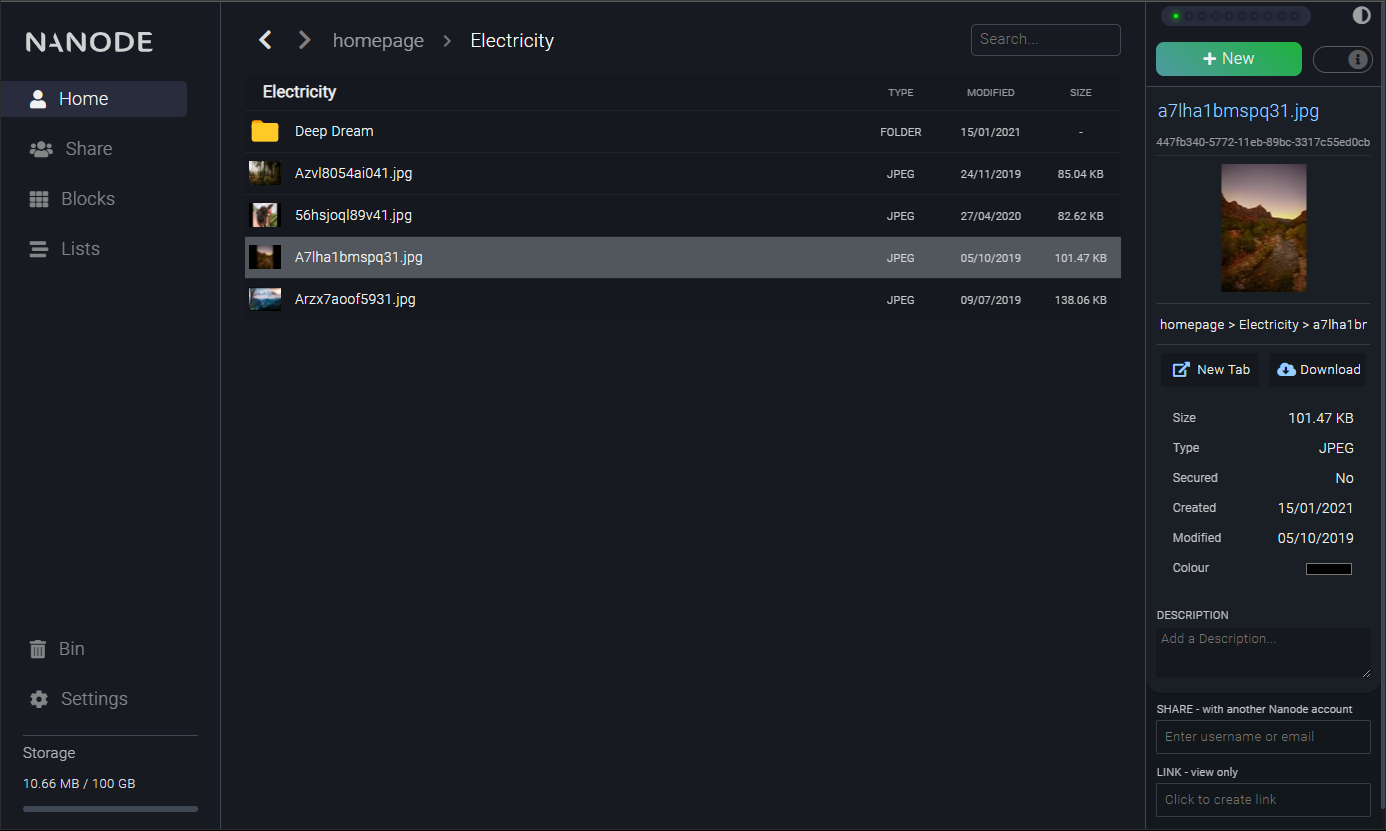 NANODE
Home
Share
Blocks
Lists
Bin
Settings
Storage
10.66 MB / 100 GB
homepage > Electricity
Search...
Electricity TYPE MODIFIED SIZE
Deep Dream FOLDER 15/01/2021 -
Azvl8054ai041.jpg JPEG 24/11/2019 85.04 KB
56hsjoql89v41.jpg JPEG 27/04/2020 82.62 KB
A7lha1bmspq31.jpg JPEG 05/10/2019 101.47 KB
Arzx7aoof5931.jpg JPEG 09/07/2019 138.06 KB
+ New
a7lha1bmspq31.jpg
447fb340-5772-11eb-89bc-3317c55ed0cb
homepage > Electricity > a7lha1br
New Tab Download
Size 101.47 KB
Type JPEG
Secured No
Created 15/01/2021
Modified 05/10/2019
Colour
DESCRIPTION
Add a Description...
SHARE - with another Nanode account
Enter username or email
LINK - view only
Click to create link